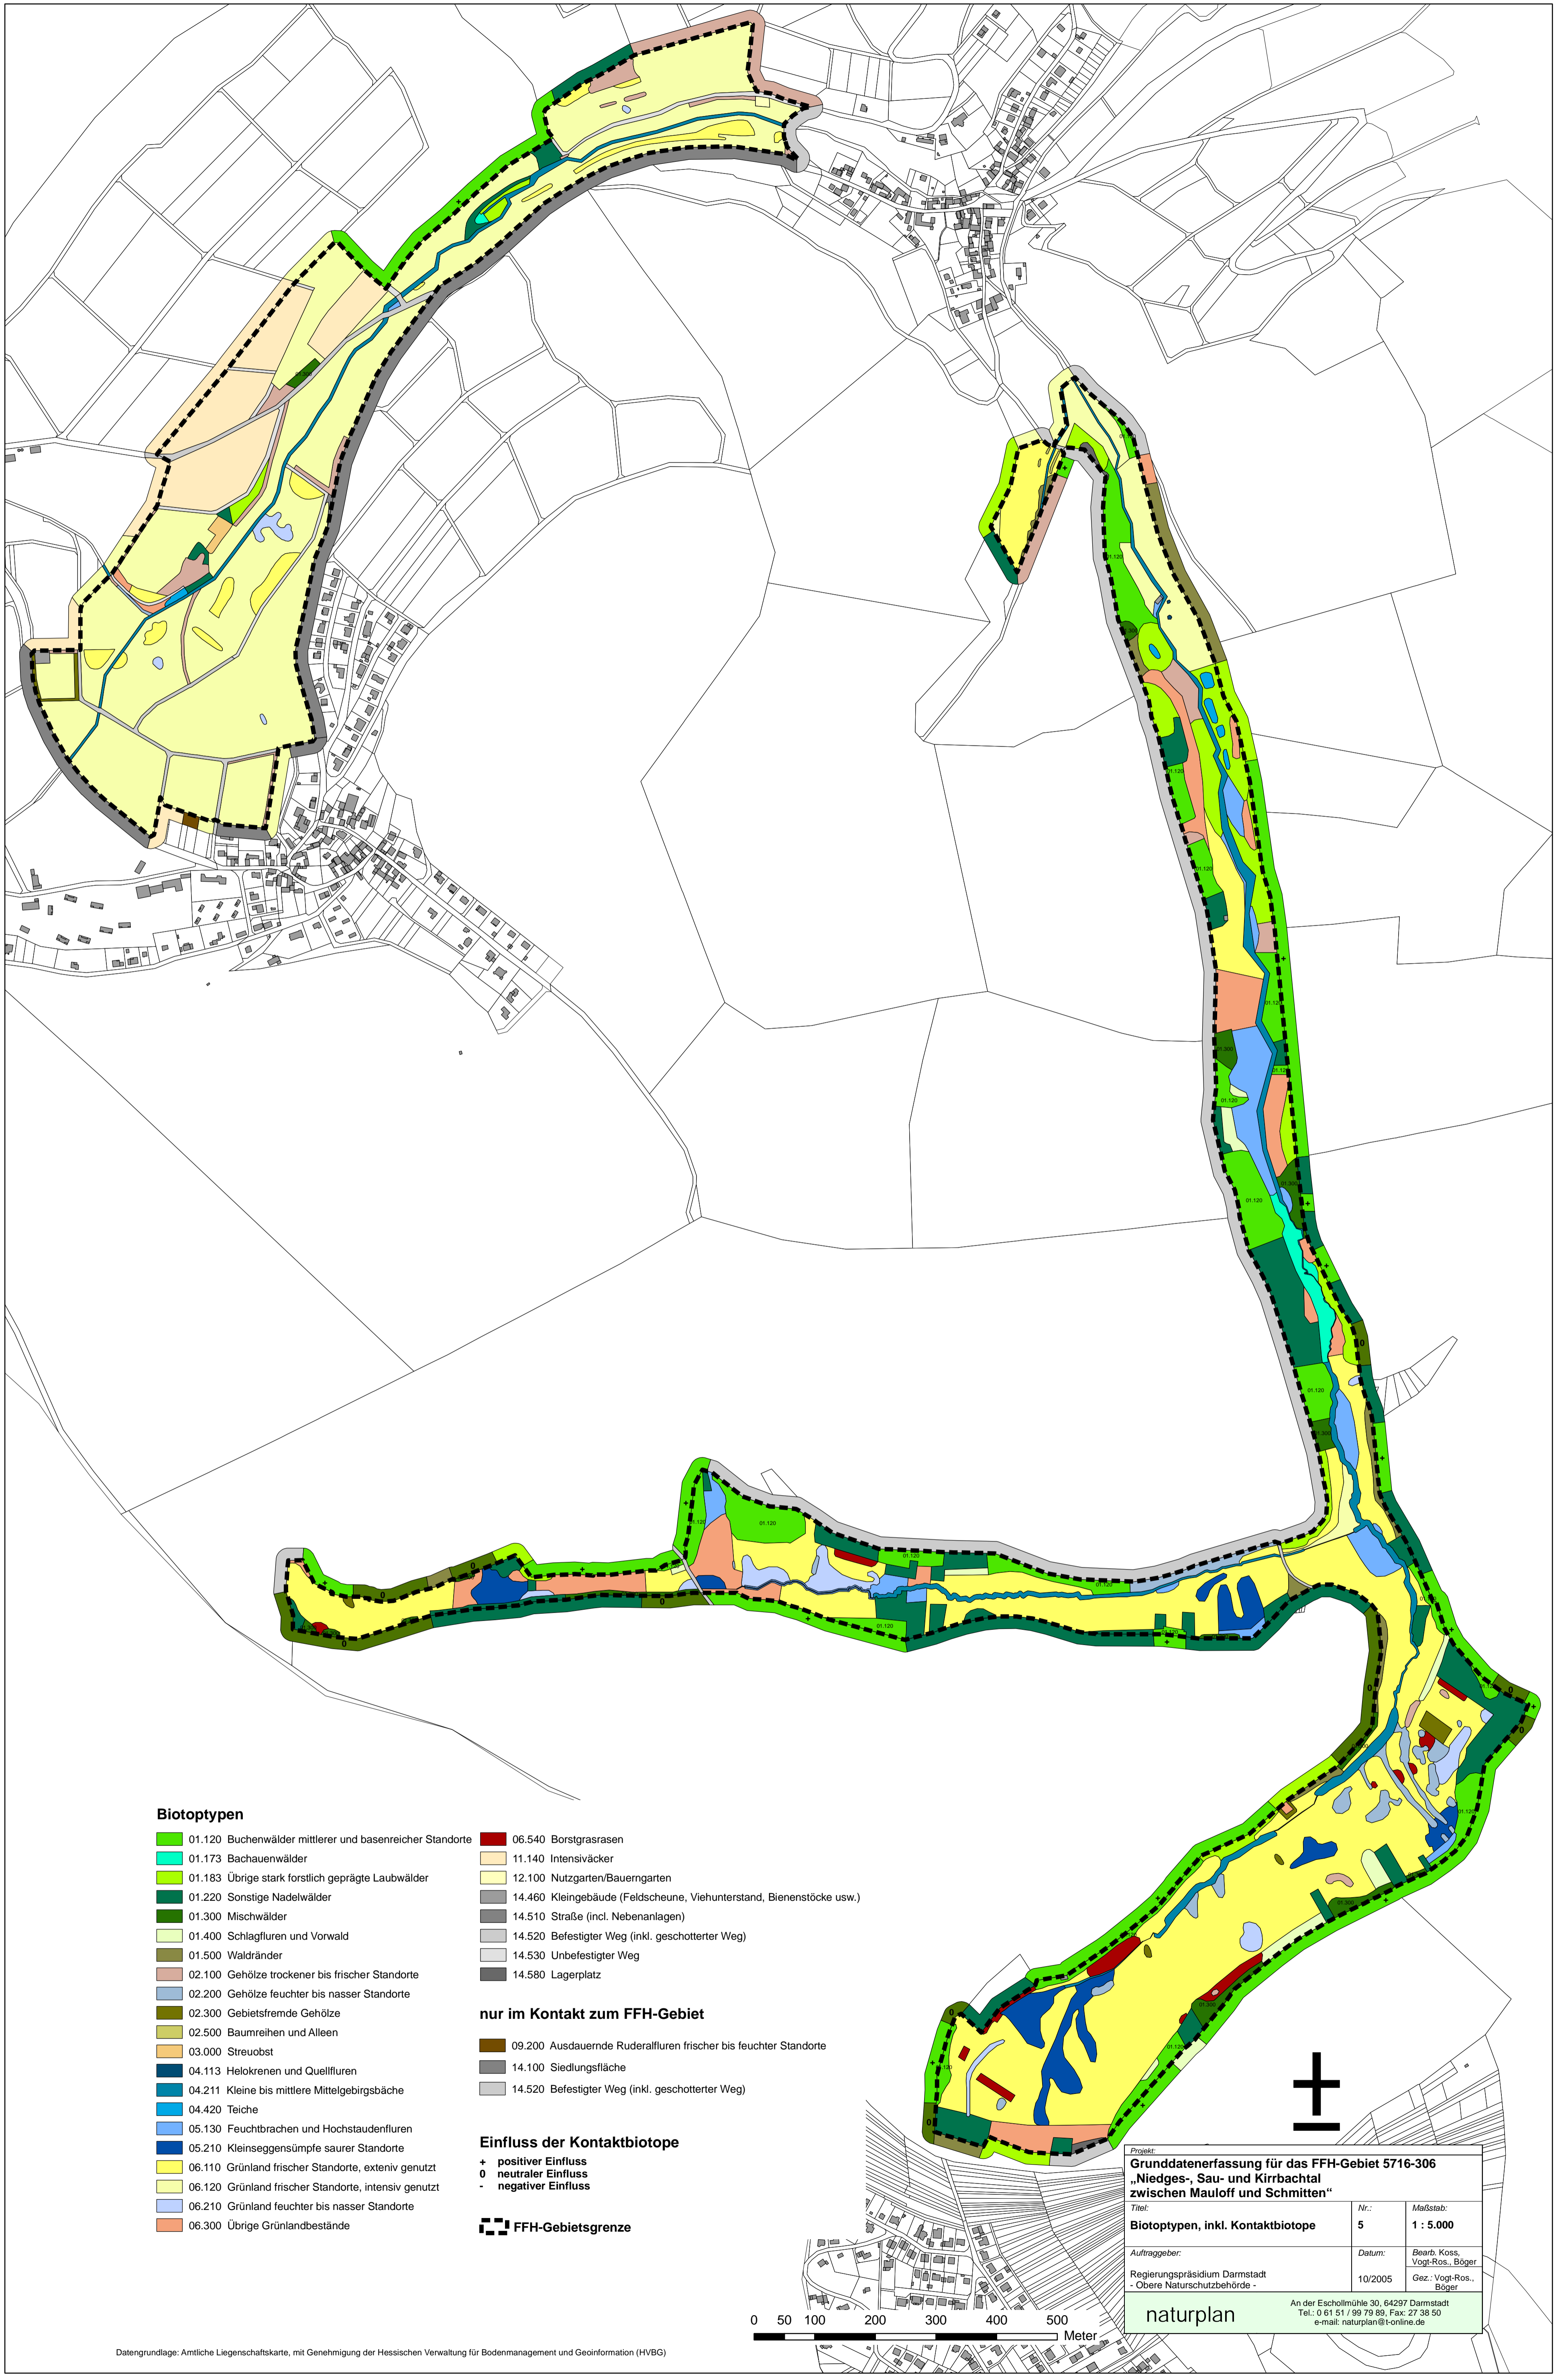 Biotoptypen
01.120 Buchenwälder mittlerer und basenreicher Standorte
01.173 Bachauenwälder
01.183 Übrige stark forstlich geprägte Laubwälder
01.220 Sonstige Nadelwälder
01.300 Mischwälder
01.400 Schlagfluren und Vorwald
01.500 Waldränder
02.100 Gehölze trockener bis frischer Standorte
02.200 Gehölze feuchter bis nasser Standorte
02.300 Gebietsfremde Gehölze
02.500 Baumreihen und Alleen
03.000 Streuobst
04.113 Helokrenen und Quellfluren
04.211 Kleine bis mittlere Mittelgebirgsbäche
04.420 Teiche
05.130 Feuchtbrachen und Hochstaudenfluren
05.210 Kleinseggensümpfe saurer Standorte
06.110 Grünland frischer Standorte, exteniv genutzt
06.120 Grünland frischer Standorte, intensiv genutzt
06.210 Grünland feuchter bis nasser Standorte
06.300 Übrige Grünlandbestände
06.540 Borstgrasrasen
11.140 Intensiväcker
12.100 Nutzgarten/Bauerngarten
14.460 Kleingebäude (Feldscheune, Viehunterstand, Bienenstöcke usw.)
14.510 Straße (incl. Nebenanlagen)
14.520 Befestigter Weg (inkl. geschotterter Weg)
14.530 Unbefestigter Weg
14.580 Lagerplatz
nur im Kontakt zum FFH-Gebiet
09.200 Ausdauernde Ruderalfluren frischer bis feuchter Standorte
14.100 Siedlungsfläche
14.520 Befestigter Weg (inkl. geschotterter Weg)
Einfluss der Kontaktbiotope
+ positiver Einfluss
0 neutraler Einfluss
- negativer Einfluss
FFH-Gebietsgrenze
0 50 100 200 300 400 500
Meter
Projekt:
Grunddatenerfassung für das FFH-Gebiet 5716-306
„Niedges-, Sau- und Kirrbachtal
zwischen Mauloff und Schmitten“
Titel:
Biotoptypen, inkl. Kontaktbiotope
Nr.:
5
Maßstab:
1 : 5.000
Auftraggeber:
Regierungspräsidium Darmstadt
- Obere Naturschutzbehörde -
Datum:
10/2005
Bearb. Koss,
Vogt-Ros., Böger
Gez.: Vogt-Ros.,
Böger
naturplan
An der Eschollmühle 30, 64297 Darmstadt
Tel.: 0 61 51 / 99 79 89, Fax: 27 38 50
e-mail: naturplan@t-online.de
Datengrundlage: Amtliche Liegenschaftskarte, mit Genehmigung der Hessischen Verwaltung für Bodenmanagement und Geoinformation (HVBG)